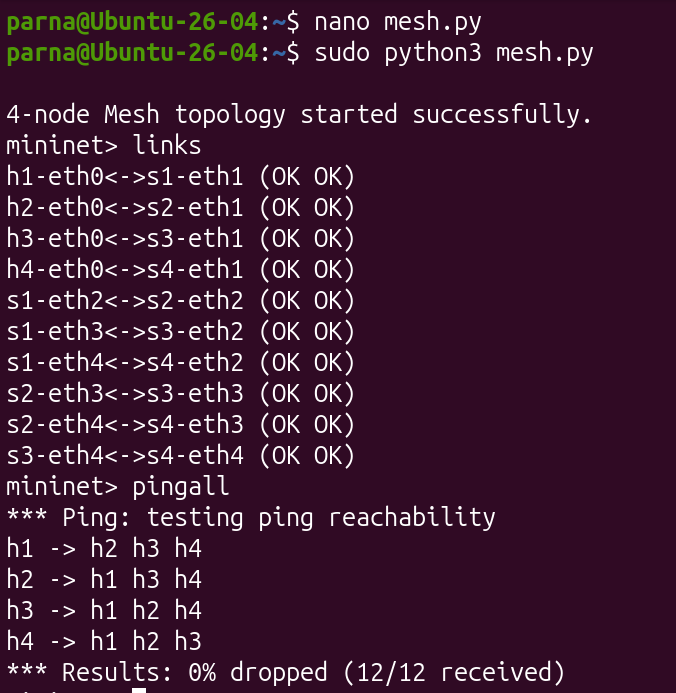 parna@Ubuntu-26-04:~$ nano mesh.py
parna@Ubuntu-26-04:~$ sudo python3 mesh.py
4-node Mesh topology started successfully.
mininet> links
h1-eth0<->s1-eth1 (OK OK)
h2-eth0<->s2-eth1 (OK OK)
h3-eth0<->s3-eth1 (OK OK)
h4-eth0<->s4-eth1 (OK OK)
s1-eth2<->s2-eth2 (OK OK)
s1-eth3<->s3-eth2 (OK OK)
s1-eth4<->s4-eth2 (OK OK)
s2-eth3<->s3-eth3 (OK OK)
s2-eth4<->s4-eth3 (OK OK)
s3-eth4<->s4-eth4 (OK OK)
mininet> pingall
*** Ping: testing ping reachability
h1 -> h2 h3 h4
h2 -> h1 h3 h4
h3 -> h1 h2 h4
h4 -> h1 h2 h3
*** Results: 0% dropped (12/12 received)